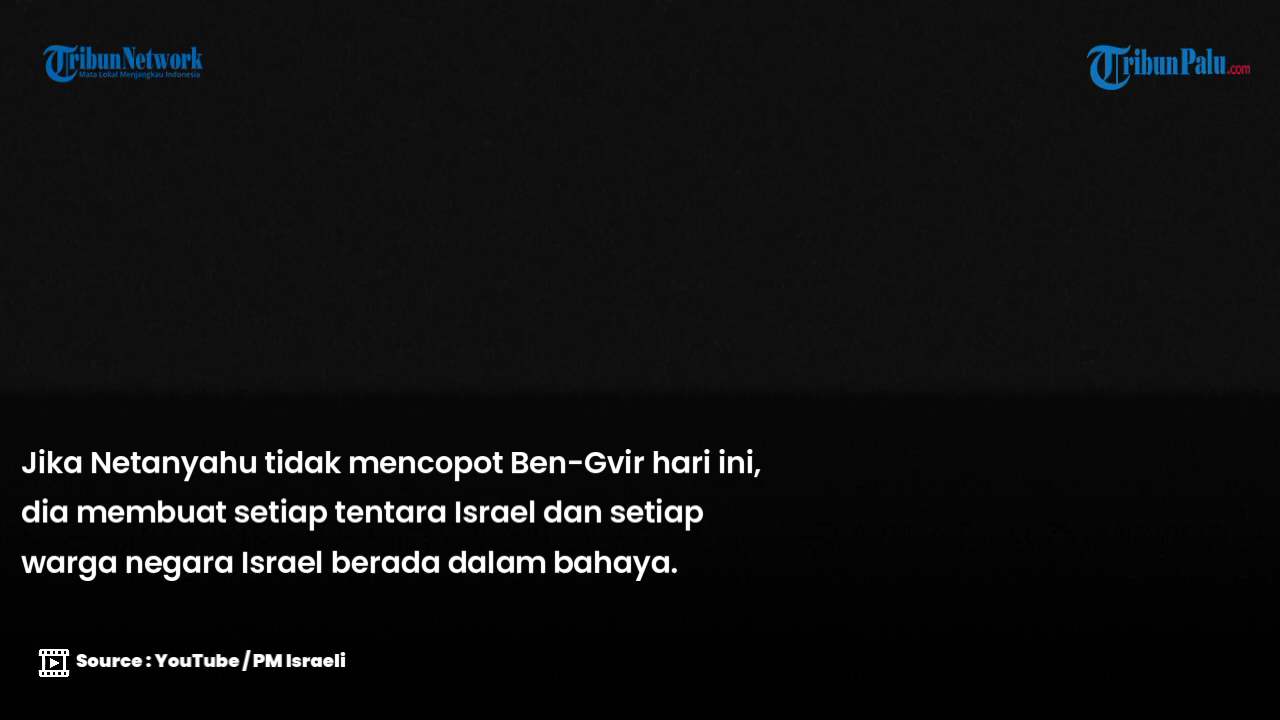 TribunNetwork
Mata Lokal Menjangkau Indonesia
TribunPalu.com
Jika Netanyahu tidak mencopot Ben-Gvir hari ini,
dia membuat setiap tentara Israel dan setiap
warga negara Israel berada dalam bahaya.
Source : YouTube / PM Israeli